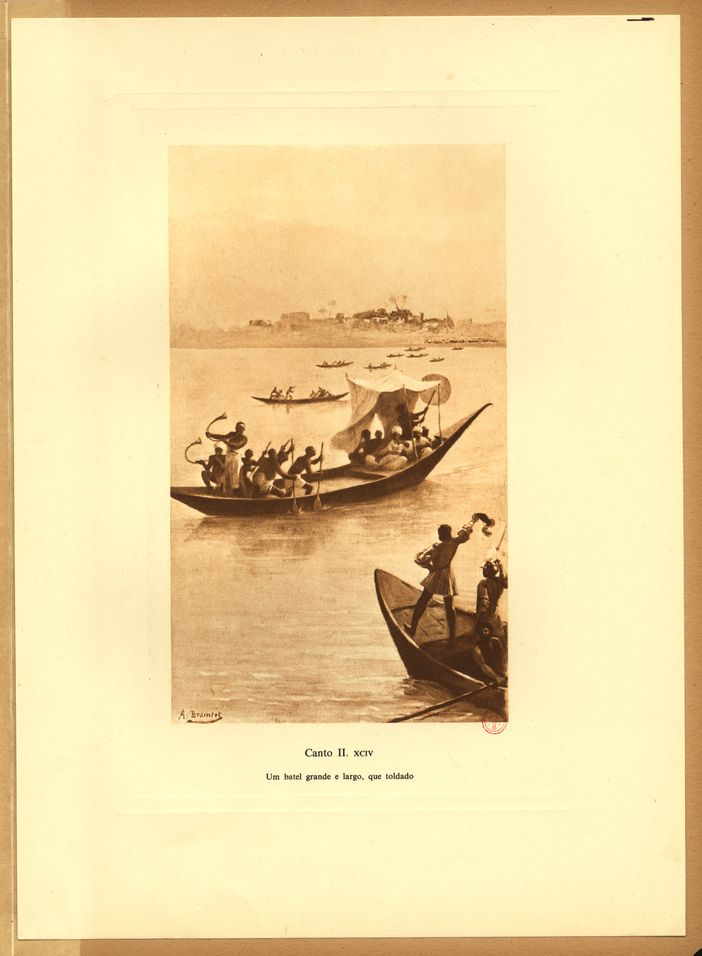 A. Bramtot
Canto II. XCIV
Um batel grande e largo, que toldado